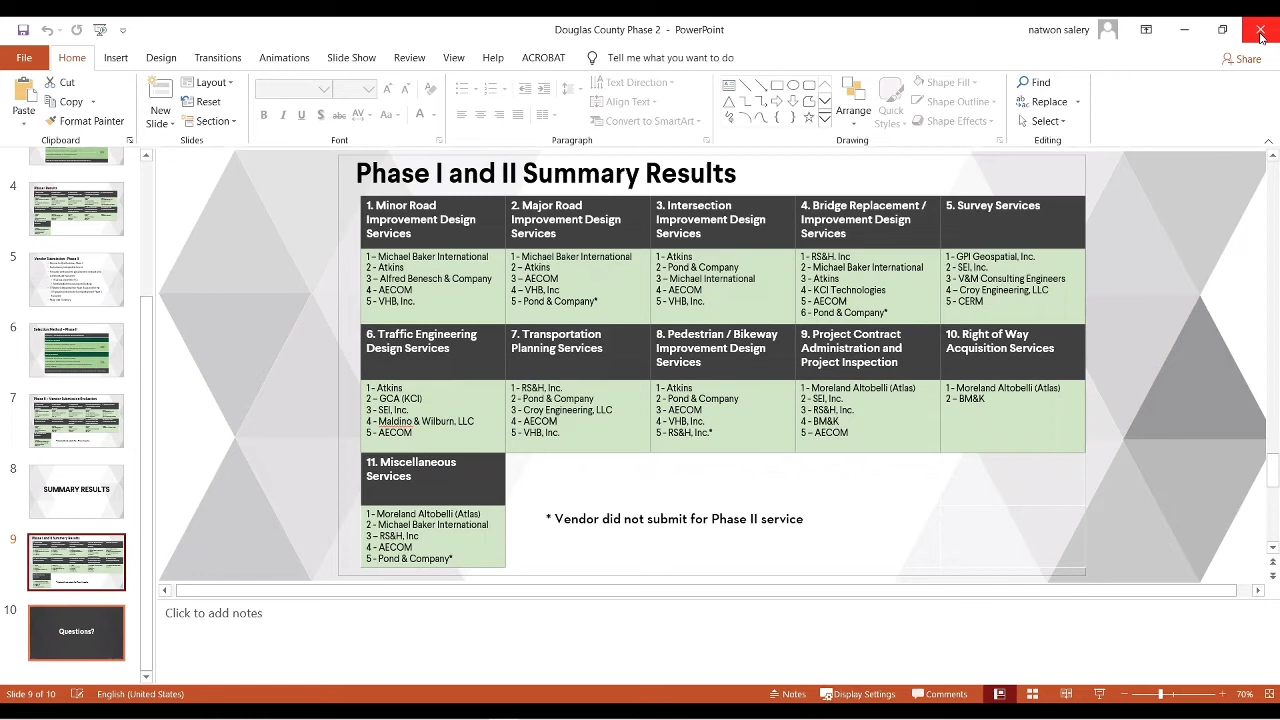 Douglas County Phase 2 - PowerPoint
natwon salery
File
Home
Insert
Design
Transitions
Animations
Slide Show
Review
View
Help
ACROBAT
Tell me what you want to do
Share
Paste
Cut
Copy
Format Painter
Clipboard
New
Slide
Layout
Reset
Section
Slides
B I U S abc AV Aa A
Font
Text Direction
Align Text
Convert to SmartArt
Paragraph
Arrange
Quick
Styles
Shape Fill
Shape Outline
Shape Effects
Drawing
Find
Replace
Select
Editing
4
5
6
7
8
SUMMARY RESULTS
9
10
Questions?
Phase I and II Summary Results
1. Minor Road
Improvement Design
Services
1 - Michael Baker International
2 - Atkins
3 – Alfred Benesch & Compa
4 - AECOM
5 - VHB, Inc.
2. Major Road
Improvement Design
Services
1 - Michael Baker International
2 – Atkins
3 – AECOM
4 – VHB, Inc
5 - Pond & Company*
3. Intersection
Improvement Design
Services
1 - Atkins
2 - Pond & Company
3 – Michael International
4 – AECOM
5 – VHB, Inc.
4. Bridge Replacement /
Improvement Design
Services
1 - RS&H. Inc
2 - Michael Baker International
3 - Atkins
4 - KCI Technologies
5 - AECOM
6 - Pond & Company*
5. Survey Services
1 - GPI Geospatial, Inc.
2 - SEI, Inc.
3 – V&M Consulting Engineers
4 – Croy Engineering, LLC
5 - CERM
6. Traffic Engineering
Design Services
1 - Atkins
2 – GCA (KCI)
3 - SEI, Inc.
4 - Maldino & Wilburn, LLC
5 - AECOM
7. Transportation
Planning Services
1 - RS&H, Inc.
2 - Pond & Company
3 - Croy Engineering, LLC
4 - AECOM
5 - VHB, Inc.
8. Pedestrian / Bikeway
Improvement Design
Services
1 - Atkins
2 - Pond & Company
3 - AECOM
4 - VHB, Inc.
5 - RS&H, Inc.*
9. Project Contract
Administration and
Project Inspection
1 - Moreland Altobelli (Atlas)
2 - SEI, Inc.
3 - RS&H, Inc.
4 - BM&K
5 – AECOM
10. Right of Way
Acquisition Services
1 - Moreland Altobelli (Atlas)
2 – BM&K
11. Miscellaneous
Services
1 - Moreland Altobelli (Atlas)
2 - Michael Baker International
3 – RS&H, Inc
4 - AECOM
5 - Pond & Company*
* Vendor did not submit for Phase II service
Click to add notes
Slide 9 of 10
English (United States)
Notes
Display Settings
Comments
70%